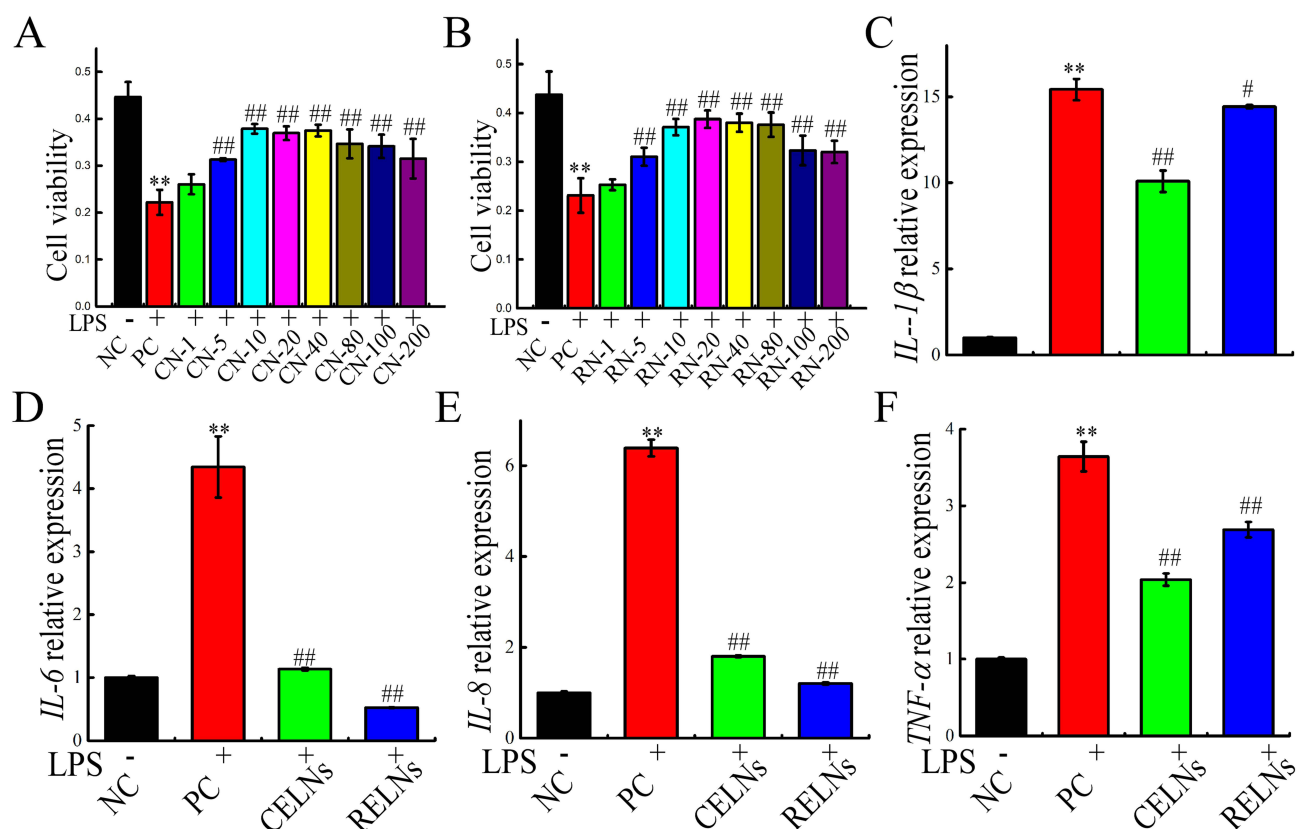 A
Cell viability
0.5
0.4
0.3
0.2
0.1
0.0
** ## ## ## ## ## ## ##
LPS - + + + + + + + + +
NC PC CN-1 CN-5 CN-10 CN-20 CN-40 CN-80 CN-100 CN-200
B
Cell viability
0.5
0.4
0.3
0.2
0.1
0.0
** ## ## ## ## ## ## ##
LPS - + + + + + + + + +
NC PC RN-1 RN-5 RN-10 RN-20 RN-40 RN-80 RN-100 RN-200
C
IL--1β relative expression
15
10
5
0
** ## #
D
IL-6 relative expression
5
4
3
2
1
0
** ## ##
LPS - + + +
NC PC CELNs RELNs
E
IL-8 relative expression
6
4
2
0
** ## ##
LPS - + + +
NC PC CELNs RELNs
F
TNF-α relative expression
4
3
2
1
0
** ## ##
LPS - + + +
NC PC CELNs RELNs